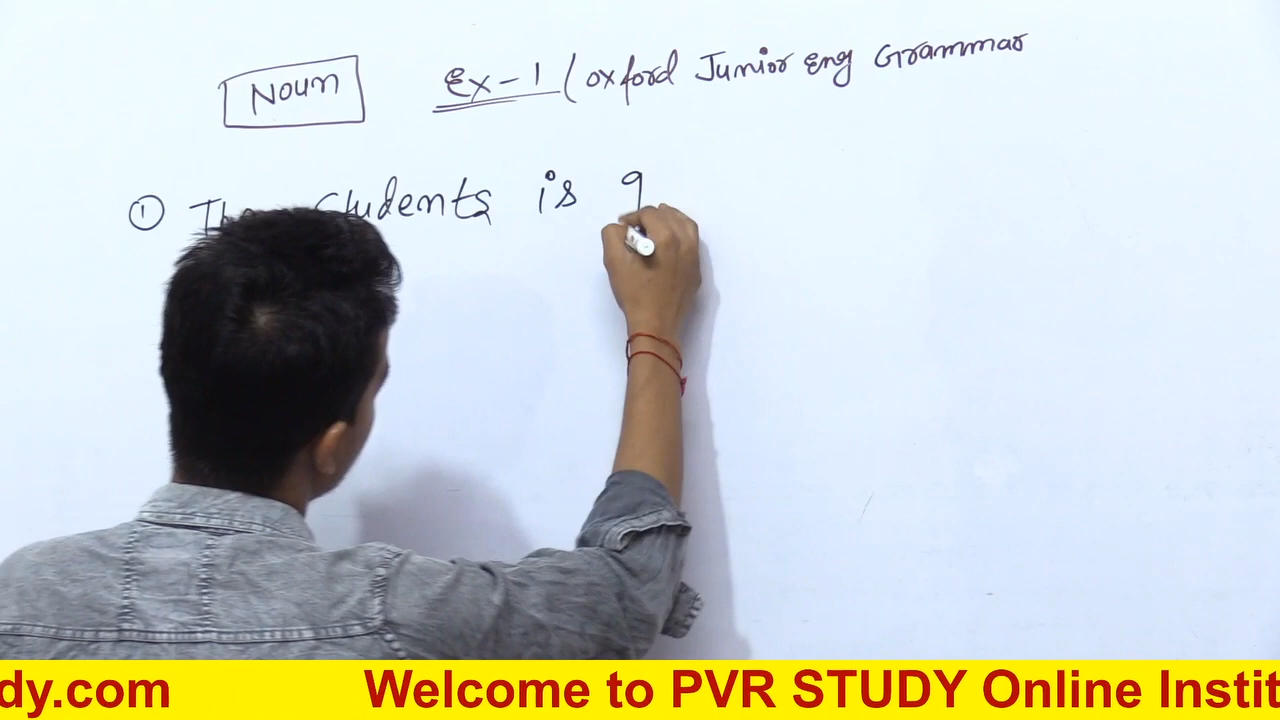 Noun Ex-1 (Oxford Junior Eng Grammar
① The Students is g
dy.com Welcome to PVR STUDY Online Instit